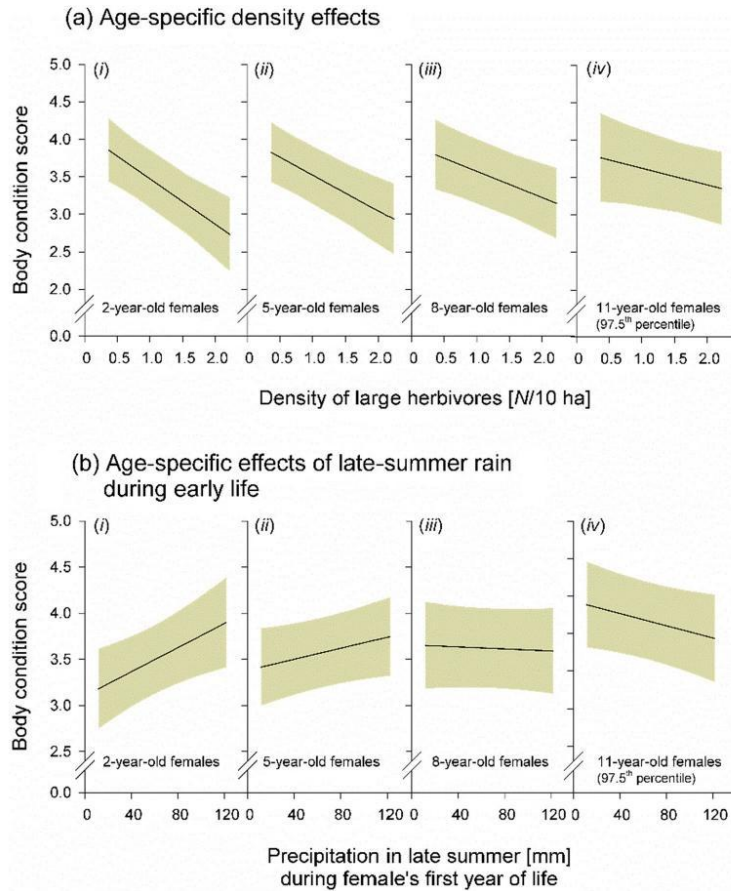 (a) Age-specific density effects
(i) (ii) (iii) (iv)
5.0
4.5
4.0
3.5
3.0
2.5
2.0
0.0
Body condition score
2-year-old females 5-year-old females 8-year-old females 11-year-old females
(97.5th percentile)
0 0.5 1.0 1.5 2.0 0 0.5 1.0 1.5 2.0 0 0.5 1.0 1.5 2.0 0 0.5 1.0 1.5 2.0
Density of large herbivores [N/10 ha]
(b) Age-specific effects of late-summer rain
during early life
(i) (ii) (iii) (iv)
5.0
4.5
4.0
3.5
3.0
2.5
0.0
Body condition score
2-year-old females 5-year-old females 8-year-old females 11-year-old females
(97.5th percentile)
0 40 80 120 0 40 80 120 0 40 80 120 0 40 80 120
Precipitation in late summer [mm]
during female's first year of life